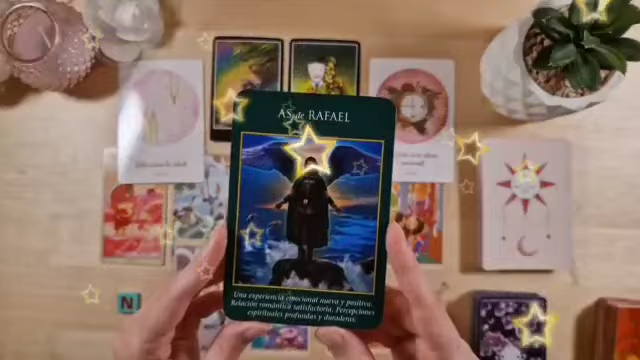 AS de RAFAEL
Una experiencia emocional nueva y positiva.
Relación romántica satisfactoria. Percepciones
espirituales profundas y duraderas.
N